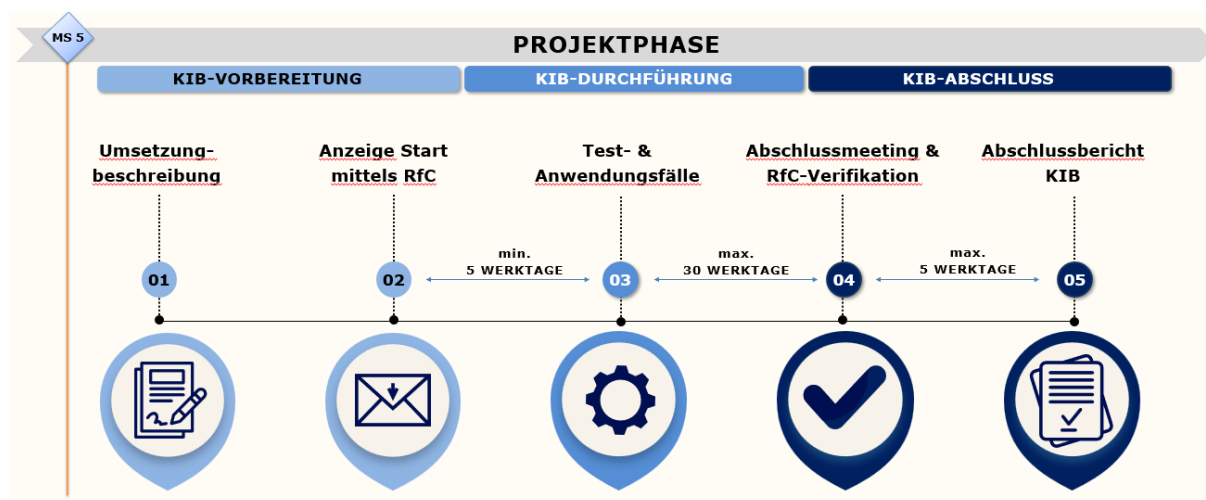 MS 5
PROJEKTPHASE
KIB-VORBEREITUNG
KIB-DURCHFÜHRUNG
KIB-ABSCHLUSS
Umsetzung-
beschreibung
Anzeige Start
mittels RfC
Test- &
Anwendungsfälle
Abschlussmeeting &
RfC-Verifikation
Abschlussbericht
KIB
01
02
min.
5 WERKTAGE
03
max.
30 WERKTAGE
04
max.
5 WERKTAGE
05